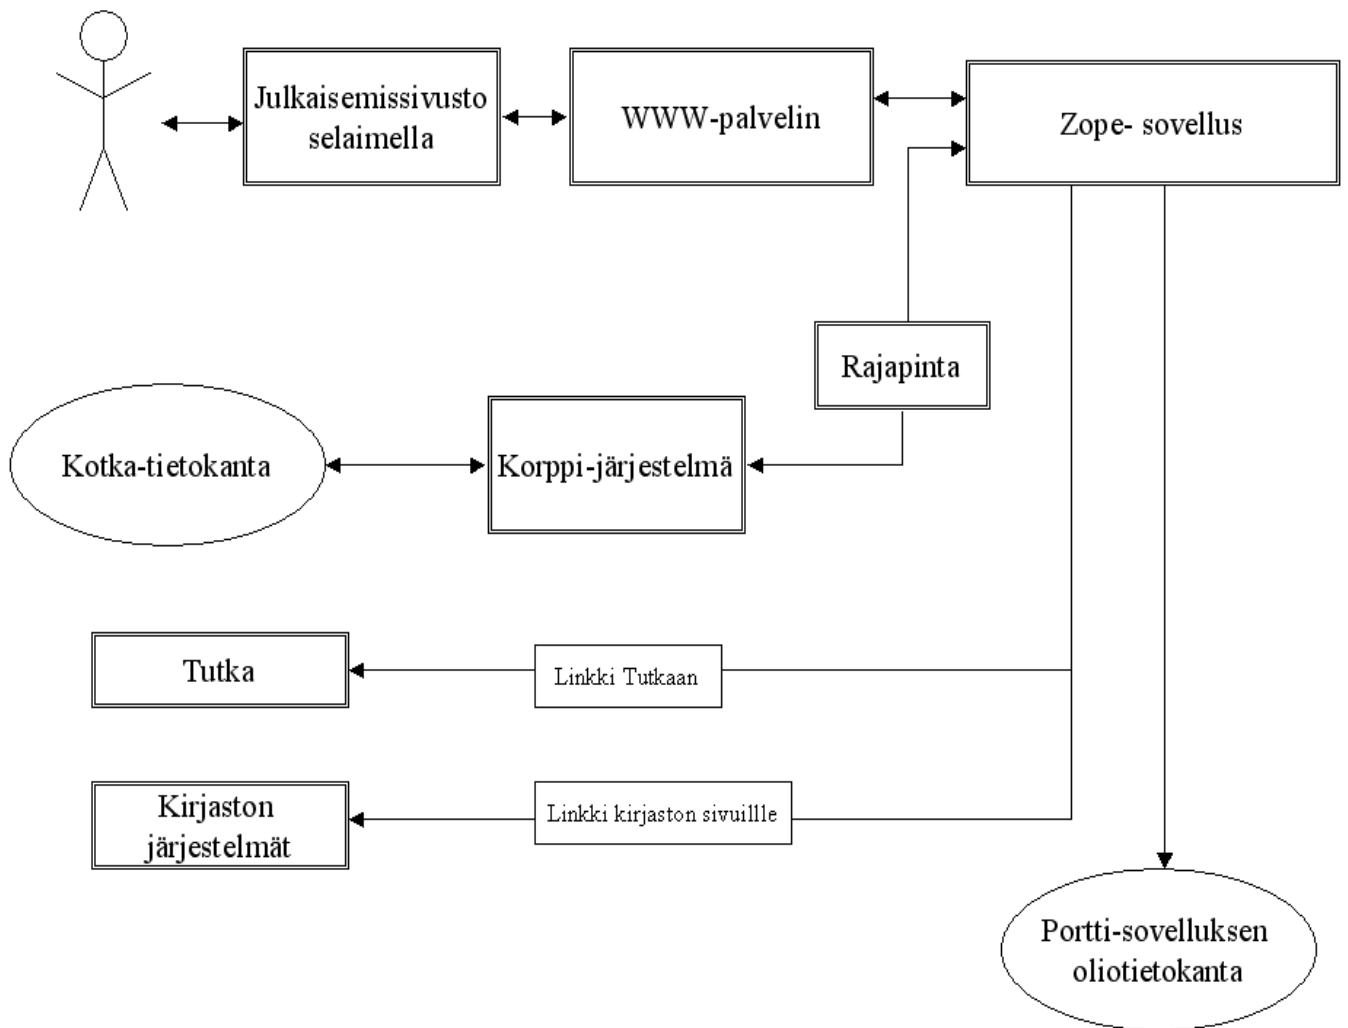 Julkaisemissivusto
selaimella
WWW-palvelin
Zope- sovellus
Rajapinta
Kotka-tietokanta
Korppi-järjestelmä
Tutka
Linkki Tutkaan
Kirjaston
järjestelmät
Linkki kirjaston sivuillle
Portti-sovelluksen
oliotietokanta